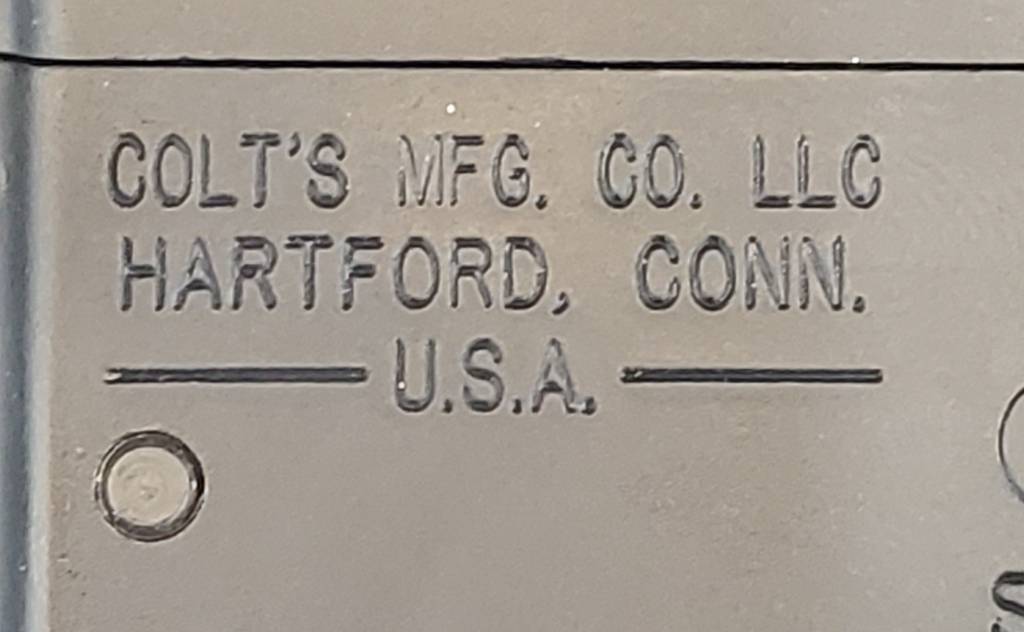 COLT'S MFG. CO. LLC
HARTFORD, CONN.
U.S.A.